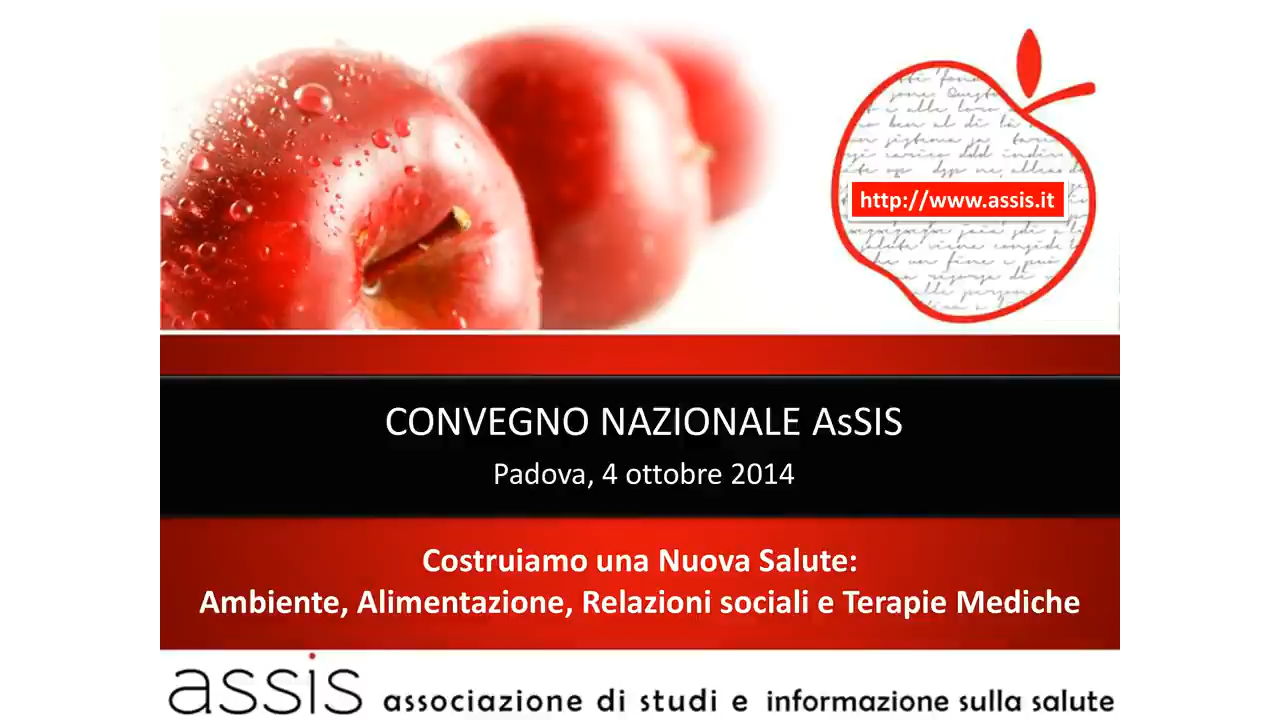 http://www.assis.it
CONVEGNO NAZIONALE AsSIS
Padova, 4 ottobre 2014
Costruiamo una Nuova Salute:
Ambiente, Alimentazione, Relazioni sociali e Terapie Mediche
assis associazione di studi e informazione sulla salute